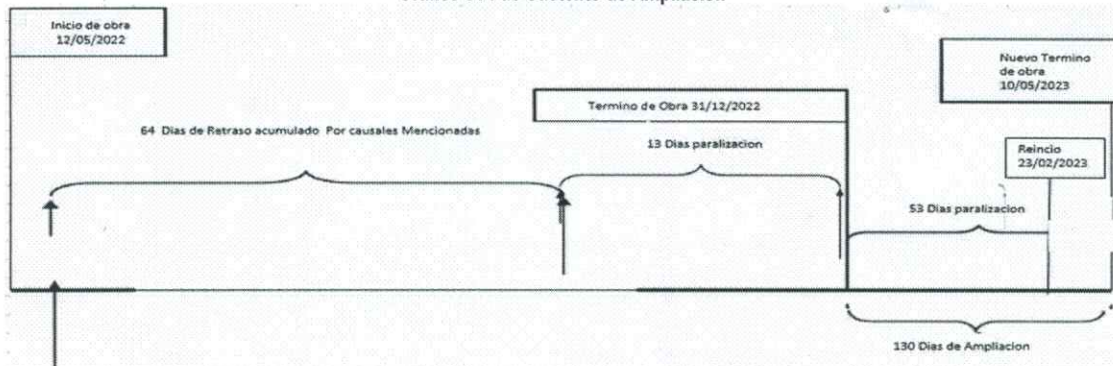 Inicio de obra
12/05/2022
Nuevo Termino
de obra
10/05/2023
Termino de Obra 31/12/2022
64 Dias de Retraso acumulado Por causales Mencionadas
13 Dias paralizacion
Reincio
23/02/2023
53 Dias paralizacion
130 Dias de Ampliacion